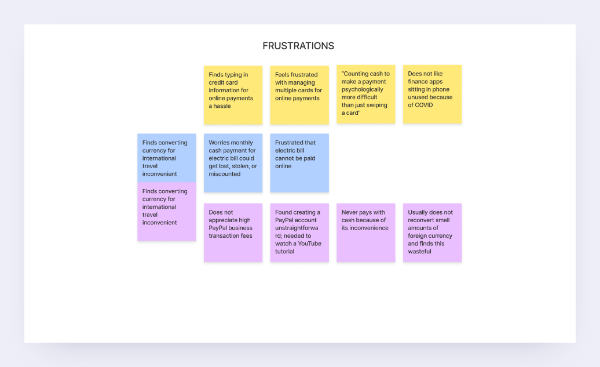 FRUSTRATIONS
Finds typing in
credit card
information for
online payments
a hassle
Feels frustrated
with managing
multiple cards for
online payments
"Counting cash to
make a payment
psychologically
more difficult
than just swiping
a card"
Does not like
finance apps
sitting in phone
unused because
of COVID
Finds converting
currency for
international
travel
inconvenient
Worries monthly
cash payment for
electric bill could
get lost, stolen, or
miscounted
Frustrated that
electric bill
cannot be paid
online
Finds converting
currency for
international
travel
inconvenient
Does not
appreciate high
PayPal business
transaction fees
Found creating a
PayPal account
unstraightforwa
rd; needed to
watch a YouTube
tutorial
Never pays with
cash because of
its inconvenience
Usually does not
reconvert small
amounts of
foreign currency
and finds this
wasteful